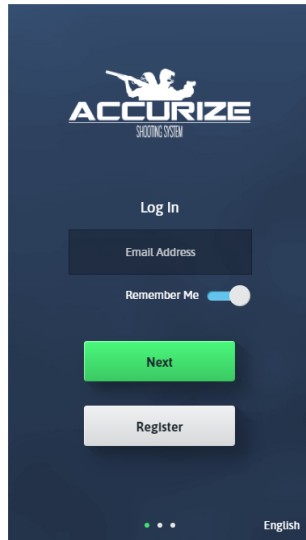 ACCURIZE
SHOOTING SYSTEM
Log In
Email Address
Remember Me
Next
Register
English